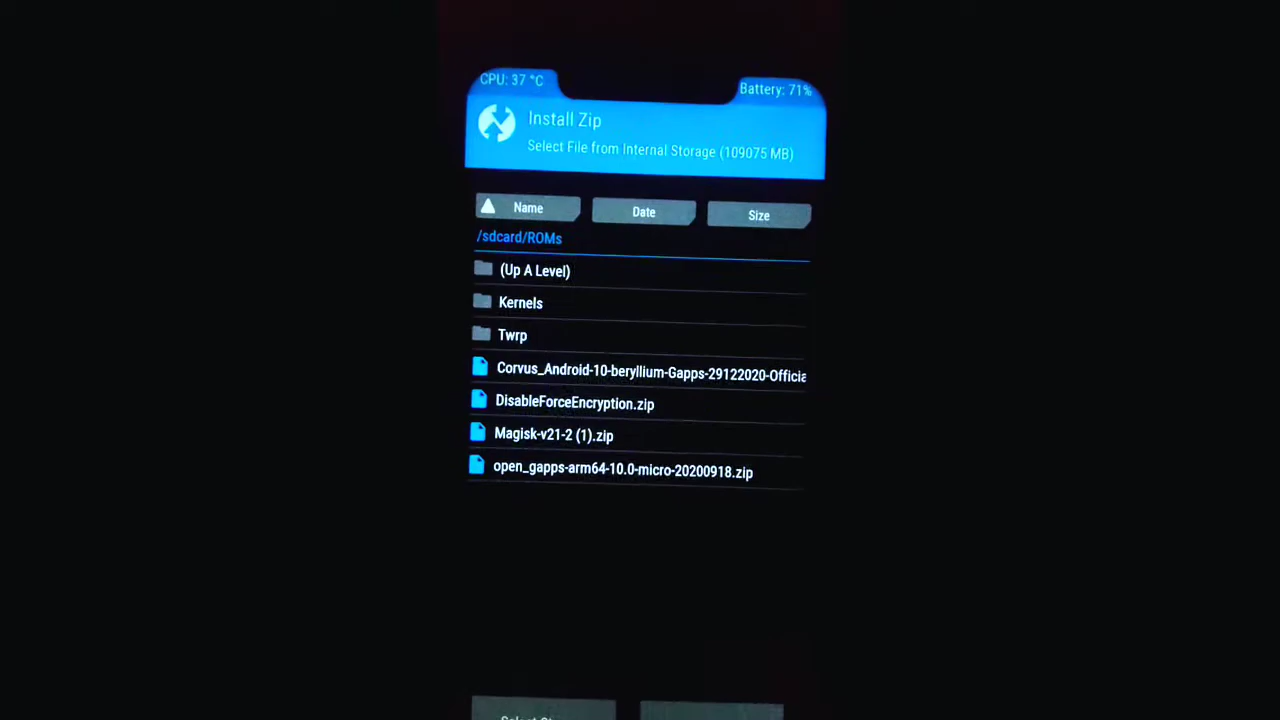 CPU: 37 °C
Battery: 71%
Install Zip
Select File from Internal Storage (109075 MB)
Name
Date
Size
/sdcard/ROMs
(Up A Level)
Kernels
Twrp
Corvus_Android-10-beryllium-Gapps-29122020-Officia
DisableForceEncryption.zip
Magisk-v21-2 (1).zip
open_gapps-arm64-10.0-micro-20200918.zip
Select